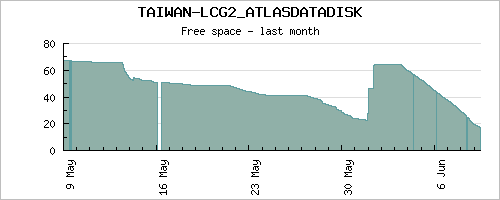 TAIWAN-LCG2_ATLASDATADISK
Free space - last month
80
60
40
20
0
9 May
16 May
23 May
30 May
6 Jun